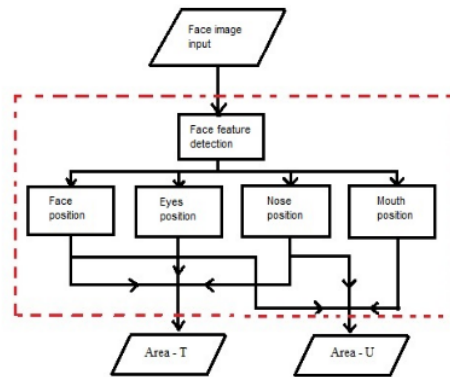 Face image
input
Face feature
detection
Face
position
Eyes
position
Nose
position
Mouth
position
Area - T
Area - U